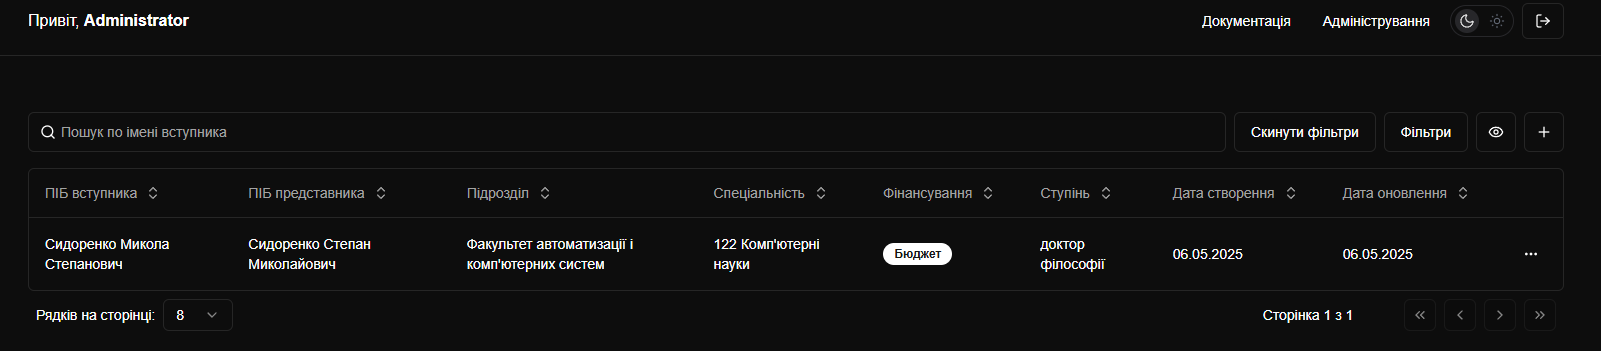 Привіт, Administrator
Документація
Адміністрування
Пошук по імені вступника
Скинути фільтри
Фільтри
ПІБ вступника
ПІБ представника
Підрозділ
Спеціальність
Фінансування
Ступінь
Дата створення
Дата оновлення
Сидоренко Микола
Степанович
Сидоренко Степан
Миколайович
Факультет автоматизації і
комп'ютерних систем
122 Комп'ютерні
науки
Бюджет
доктор
філософії
06.05.2025
06.05.2025
Рядків на сторінці:
8
Сторінка 1 з 1